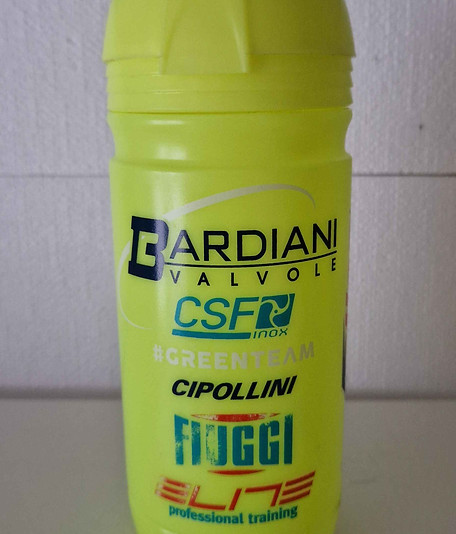 BARDIANI
VALVOLE
CSF
inox
#GREENTEAM
CIPOLLINI
FIUGGI
ELITE
professional training